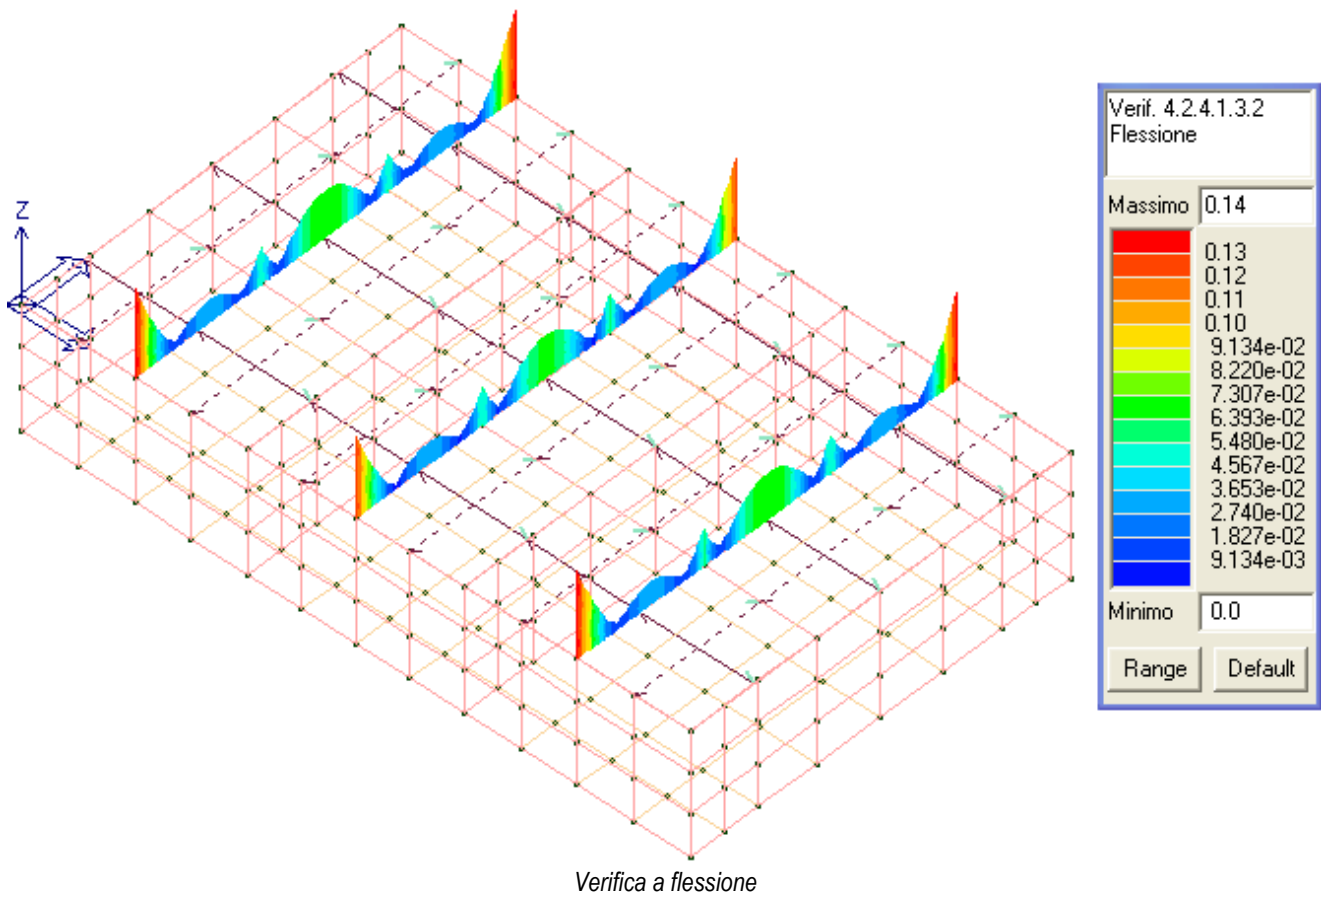 Verif. 4.2.4.1.3.2
Flessione
Massimo 0.14
0.13
0.12
0.11
0.10
9.134e-02
8.220e-02
7.307e-02
6.393e-02
5.480e-02
4.567e-02
3.653e-02
2.740e-02
1.827e-02
9.134e-03
Minimo 0.0
Range Default
Z
Verifica a flessione